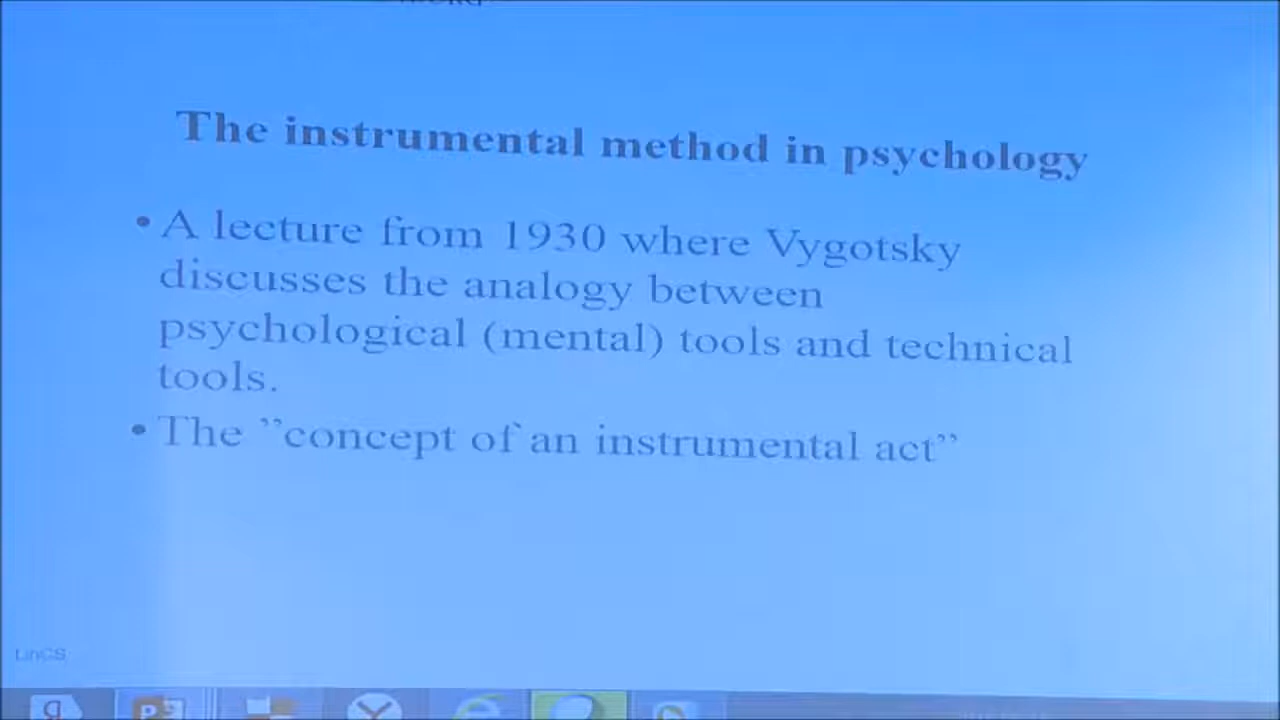 The instrumental method in psychology
• A lecture from 1930 where Vygotsky
discusses the analogy between
psychological (mental) tools and technical
tools.
• The ”concept of an instrumental act”
LinCS